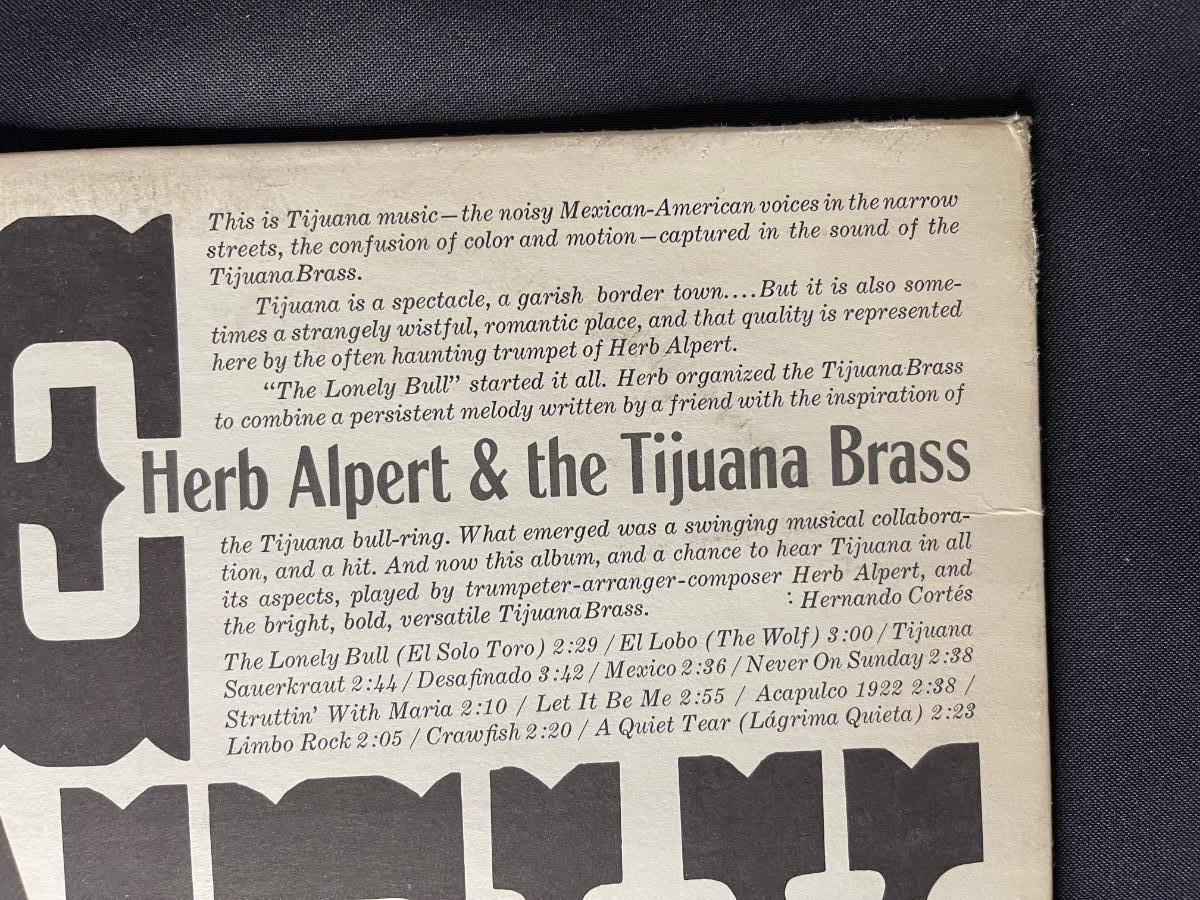 This is Tijuana music—the noisy Mexican-American voices in the narrow
streets, the confusion of color and motion—captured in the sound of the
Tijuana Brass.
Tijuana is a spectacle, a garish border town....But it is also some-
times a strangely wistful, romantic place, and that quality is represented
here by the often haunting trumpet of Herb Alpert.
“The Lonely Bull” started it all. Herb organized the Tijuana Brass
to combine a persistent melody written by a friend with the inspiration of
Herb Alpert & the Tijuana Brass
the Tijuana bull-ring. What emerged was a swinging musical collabora-
tion, and a hit. And now this album, and a chance to hear Tijuana in all
its aspects, played by trumpeter-arranger-composer Herb Alpert, and
the bright, bold, versatile Tijuana Brass. : Hernando Cortés
The Lonely Bull (El Solo Toro) 2:29 / El Lobo (The Wolf) 3:00 / Tijuana
Sauerkraut 2:44 / Desafinado 3:42 / Mexico 2:36 / Never On Sunday 2:38
Struttin’ With Maria 2:10 / Let It Be Me 2:55 / Acapulco 1922 2:38 /
Limbo Rock 2:05 / Crawfish 2:20 / A Quiet Tear (Lágrima Quieta) 2:23